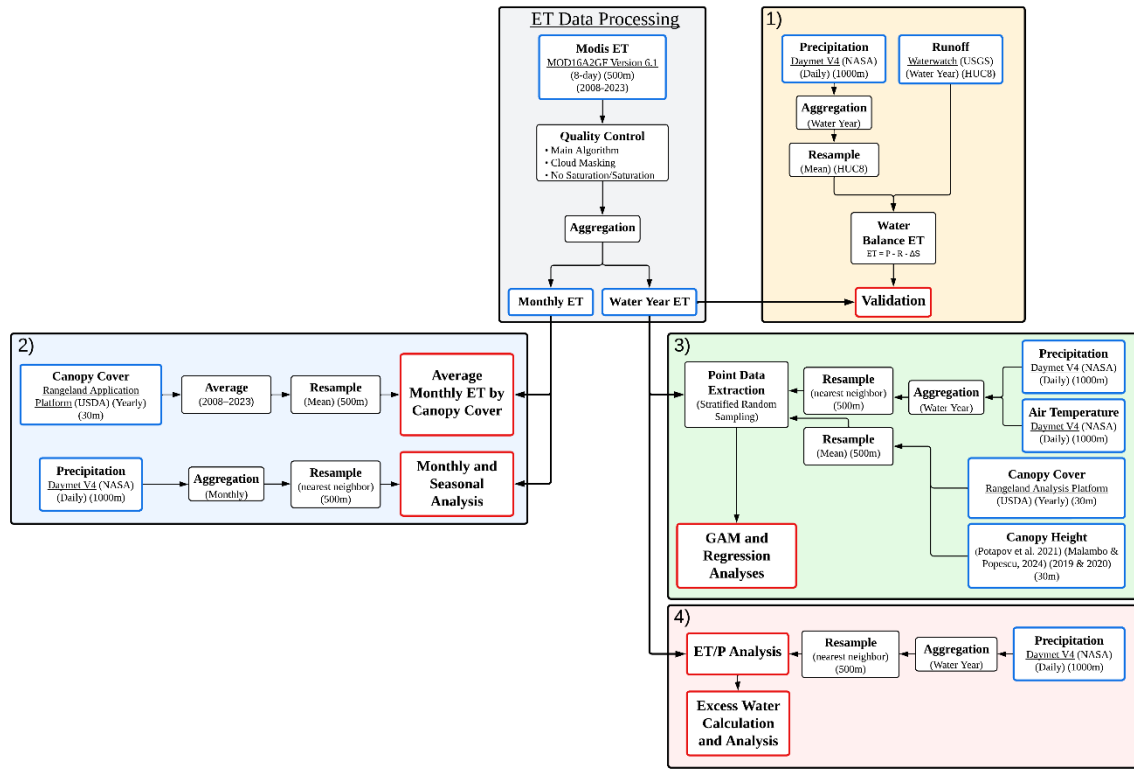 ET Data Processing
Modis ET
MOD16A2GF Version 6.1
(8-day) (500m)
(2008-2023)
Quality Control
• Main Algorithm
• Cloud Masking
• No Saturation/Saturation
Aggregation
Monthly ET
Water Year ET
1)
Precipitation
Daymet V4 (NASA)
(Daily) (1000m)
Runoff
Waterwatch (USGS)
(Water Year) (HUC8)
Aggregation
(Water Year)
Resample
(Mean) (HUC8)
Water
Balance ET
ET = P - R - ΔS
Validation
2)
Canopy Cover
Rangeland Application
Platform (USDA) (Yearly)
(30m)
Average
(2008–2023)
Resample
(Mean) (500m)
Average
Monthly ET by
Canopy Cover
Precipitation
Daymet V4 (NASA)
(Daily) (1000m)
Aggregation
(Monthly)
Resample
(nearest neighbor)
(500m)
Monthly and
Seasonal
Analysis
3)
Point Data
Extraction
(Stratified Random
Sampling)
Resample
(nearest neighbor)
(500m)
Aggregation
(Water Year)
Precipitation
Daymet V4 (NASA)
(Daily) (1000m)
Air Temperature
Daymet V4 (NASA)
(Daily) (1000m)
Resample
(Mean) (500m)
Canopy Cover
Rangeland Analysis Platform
(USDA) (Yearly) (30m)
Canopy Height
(Potapov et al. 2021) (Malambo &
Popescu, 2024) (2019 & 2020)
(30m)
GAM and
Regression
Analyses
4)
ET/P Analysis
Resample
(nearest neighbor)
(500m)
Aggregation
(Water Year)
Precipitation
Daymet V4 (NASA)
(Daily) (1000m)
Excess Water
Calculation
and Analysis